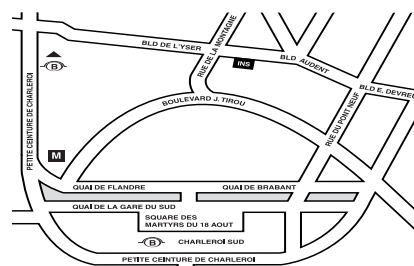 BLD DE L'YSER
RUE DE LA MONTAGNE
INS
BLD AUDENT
BLD E. DEVREUX
PETITE CEINTURE DE CHARLEROI
B
BOULEVARD J. TIROU
RUE DU PONT NEUF
M
QUAI DE FLANDRE
QUAI DE BRABANT
QUAI DE LA GARE DU SUD
SQUARE DES
MARTYRS DU 18 AOUT
B
CHARLEROI SUD
PETITE CEINTURE DE CHARLEROI